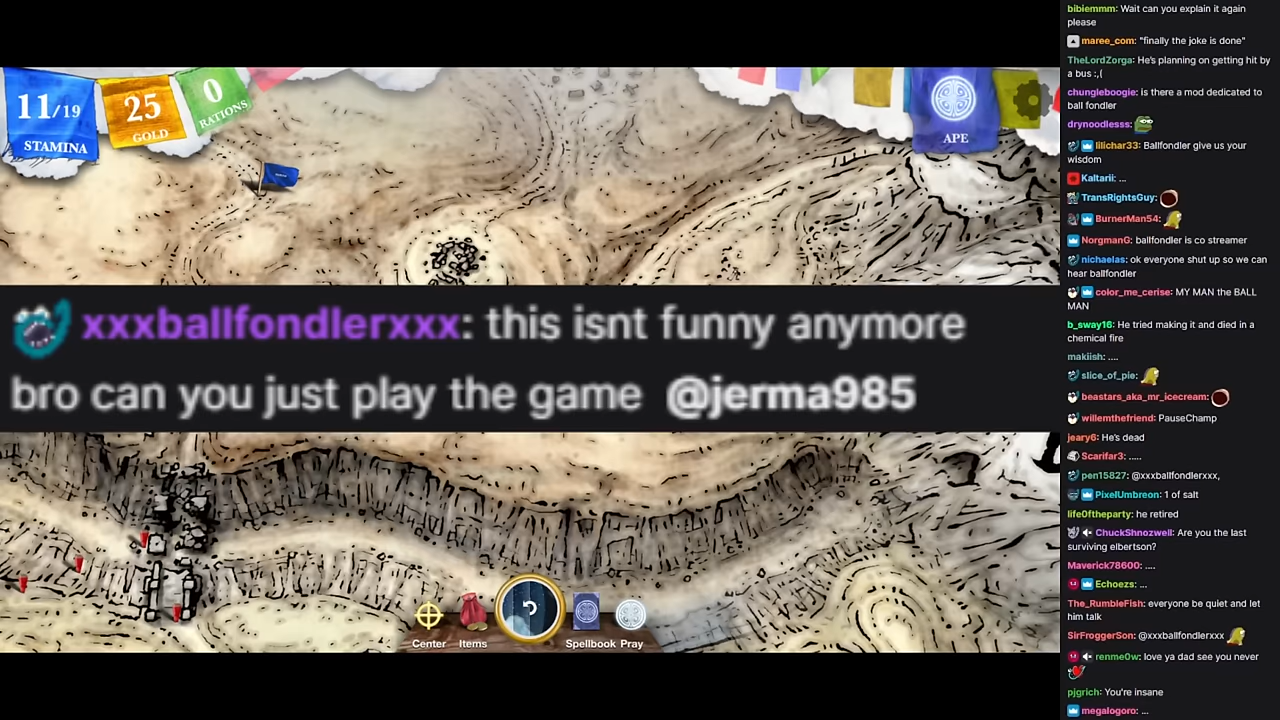 11/19
STAMINA
25
GOLD
0
RATIONS
APE
xxxballfondlerxxx: this isnt funny anymore
bro can you just play the game @jerma985
Center
Items
Spellbook
Pray
bibiemmm: Wait can you explain it again
please
maree_com: "finally the joke is done"
TheLordZorga: He's planning on getting hit by
a bus :,(
chungleboogie: is there a mod dedicated to
ball fondler
drynoodlesss:
lilichar33: Ballfondler give us your
wisdom
Kaltarii: ...
TransRightsGuy:
BurnerMan54:
NorgmanG: ballfondler is co streamer
nichaelas: ok everyone shut up so we can
hear ballfondler
color_me_cerise: MY MAN the BALL
MAN
b_sway16: He tried making it and died in a
chemical fire
makiish: ....
slice_of_pie:
beastars_aka_mr_icecream:
willemthefriend: PauseChamp
jeary6: He's dead
Scarifar3: .....
pen15827: @xxxballfondlerxxx,
PixelUmbreon: 1 of salt
life0ftheparty: he retired
ChuckShnozwell: Are you the last
surviving elbertson?
Maverick78600: ....
Echoezs: ...
The_RumbleFish: everyone be quiet and let
him talk
SirFroggerSon: @xxxballfondlerxxx
renme0w: love ya dad see you never
pjgrich: You're insane
megalogoro: ...